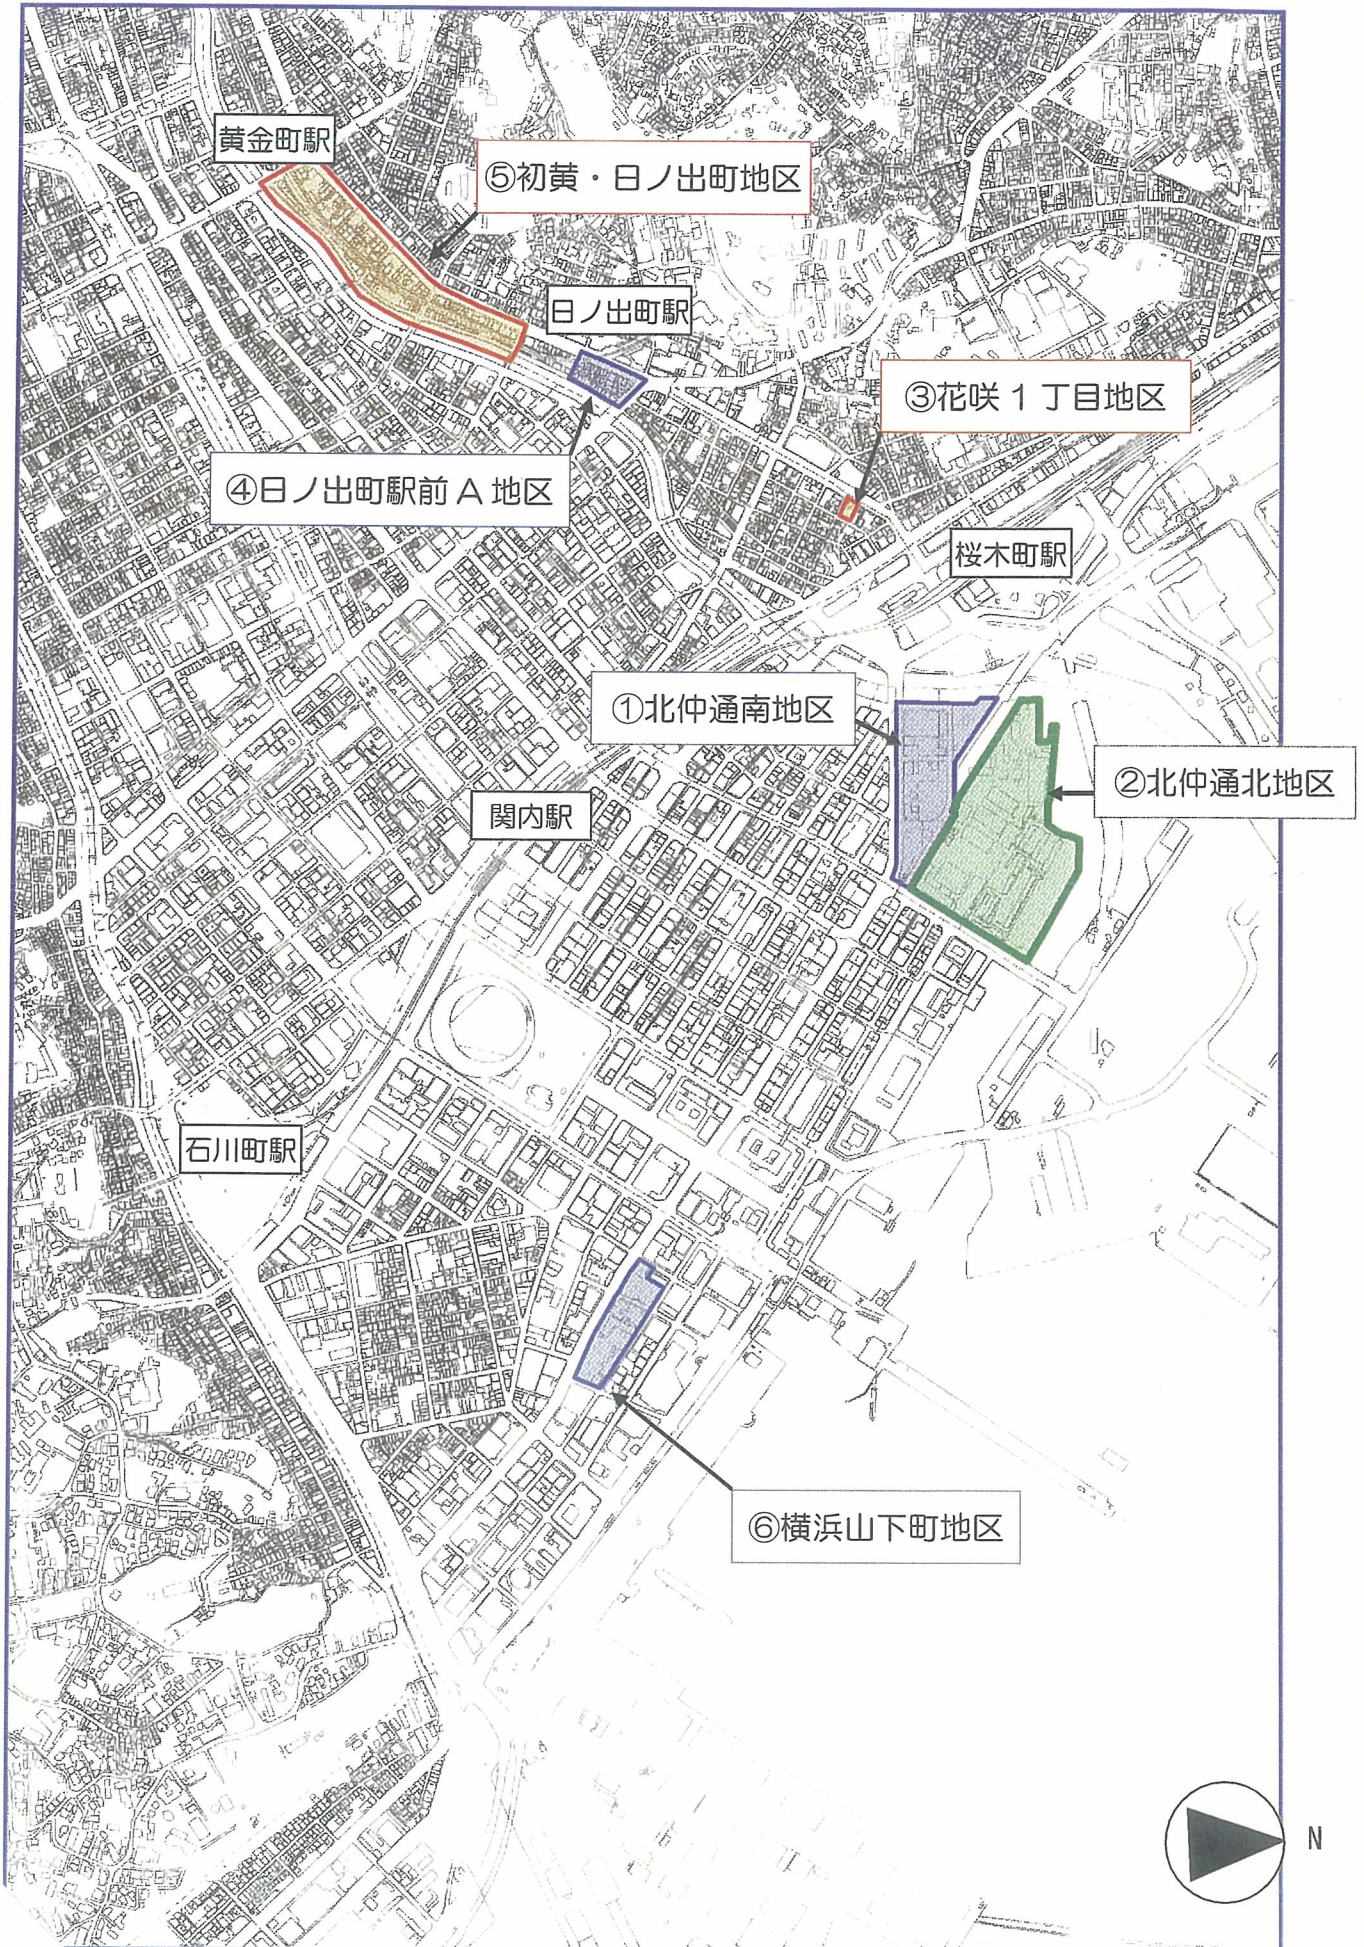 黄金町駅
⑤初黄・日ノ出町地区
日ノ出町駅
③花咲1丁目地区
④日ノ出町駅前A地区
桜木町駅
①北仲通南地区
②北仲通北地区
関内駅
石川町駅
⑥横浜山下町地区
N